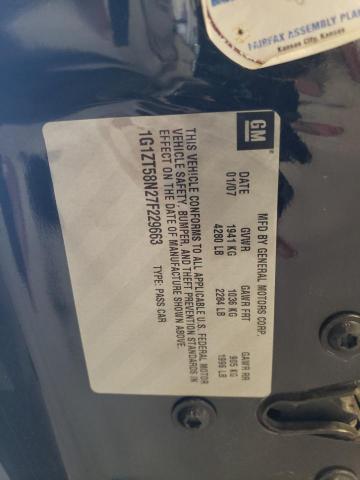 FAIRFAX ASSEMBLY PLAN
Kansas City, Kansas
GM
MFD BY GENERAL MOTORS CORP.
DATE GVWR GAWR FRT GAWR RR
01/07 1941 KG 1036 KG 905 KG
4280 LB 2284 LB 1996 LB
THIS VEHICLE CONFORMS TO ALL APPLICABLE U.S. FEDERAL MOTOR
VEHICLE SAFETY, BUMPER, AND THEFT PREVENTION STANDARDS IN
EFFECT ON THE DATE OF MANUFACTURE SHOWN ABOVE.
1G1ZT58N27F229663 TYPE: PASS CAR